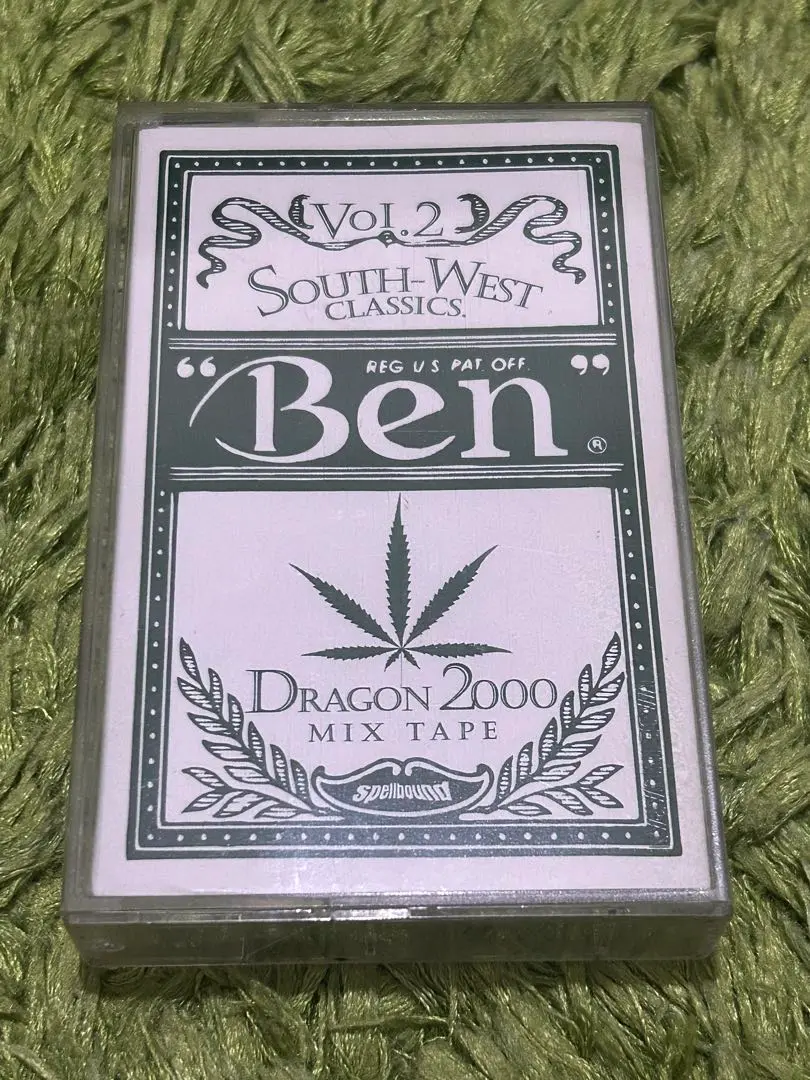 Vol.2
SOUTH-WEST
CLASSICS.
REG U S PAT. OFF.
“Ben”®
DRAGON 2000
MIX TAPE
spellbound